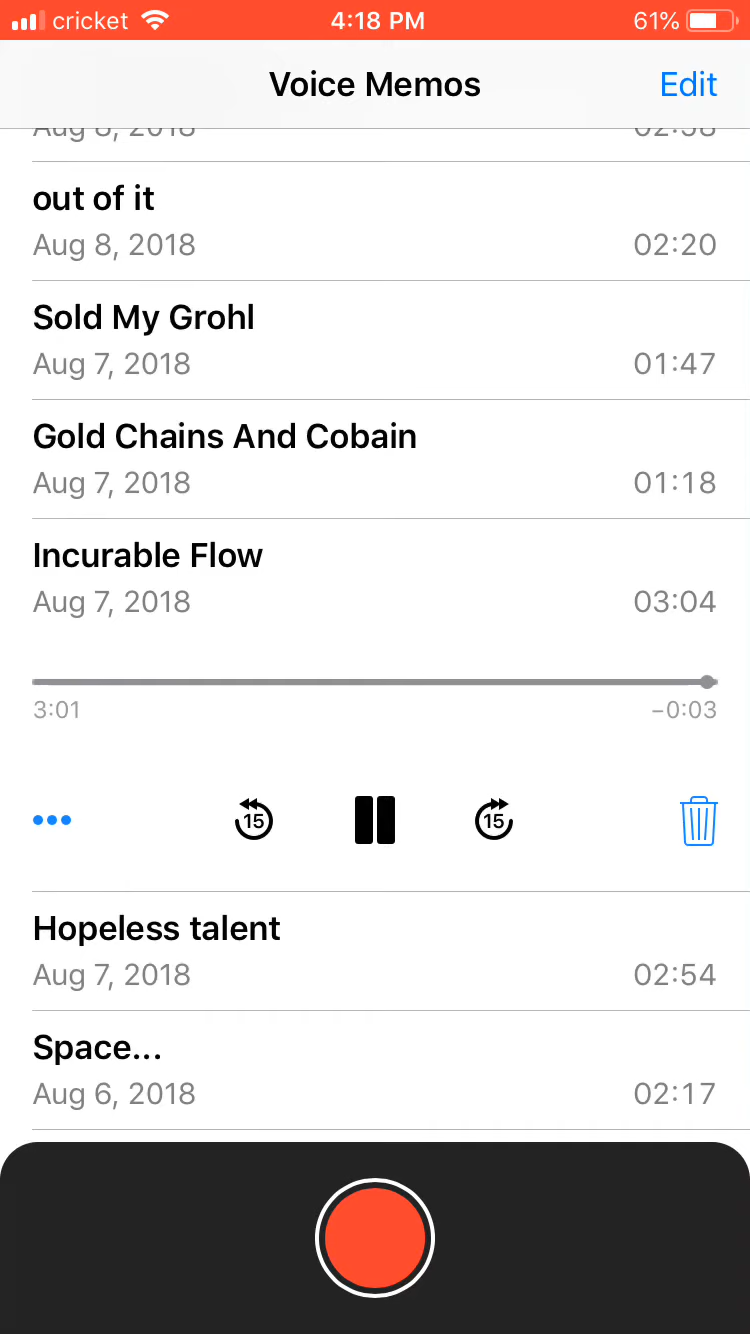 cricket 4:18 PM 61%
Voice Memos Edit
out of it
Aug 8, 2018 02:20
Sold My Grohl
Aug 7, 2018 01:47
Gold Chains And Cobain
Aug 7, 2018 01:18
Incurable Flow
Aug 7, 2018 03:04
3:01 −0:03
15 15
Hopeless talent
Aug 7, 2018 02:54
Space...
Aug 6, 2018 02:17